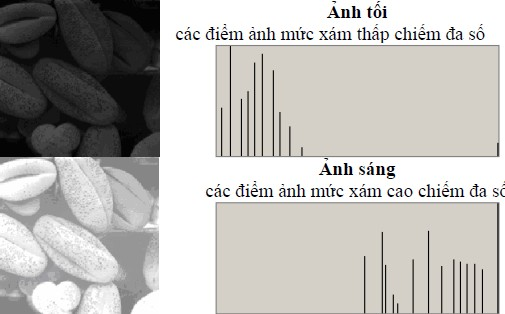 Ảnh tối
các điểm ảnh mức xám thấp chiếm đa số
Ảnh sáng
các điểm ảnh mức xám cao chiếm đa số